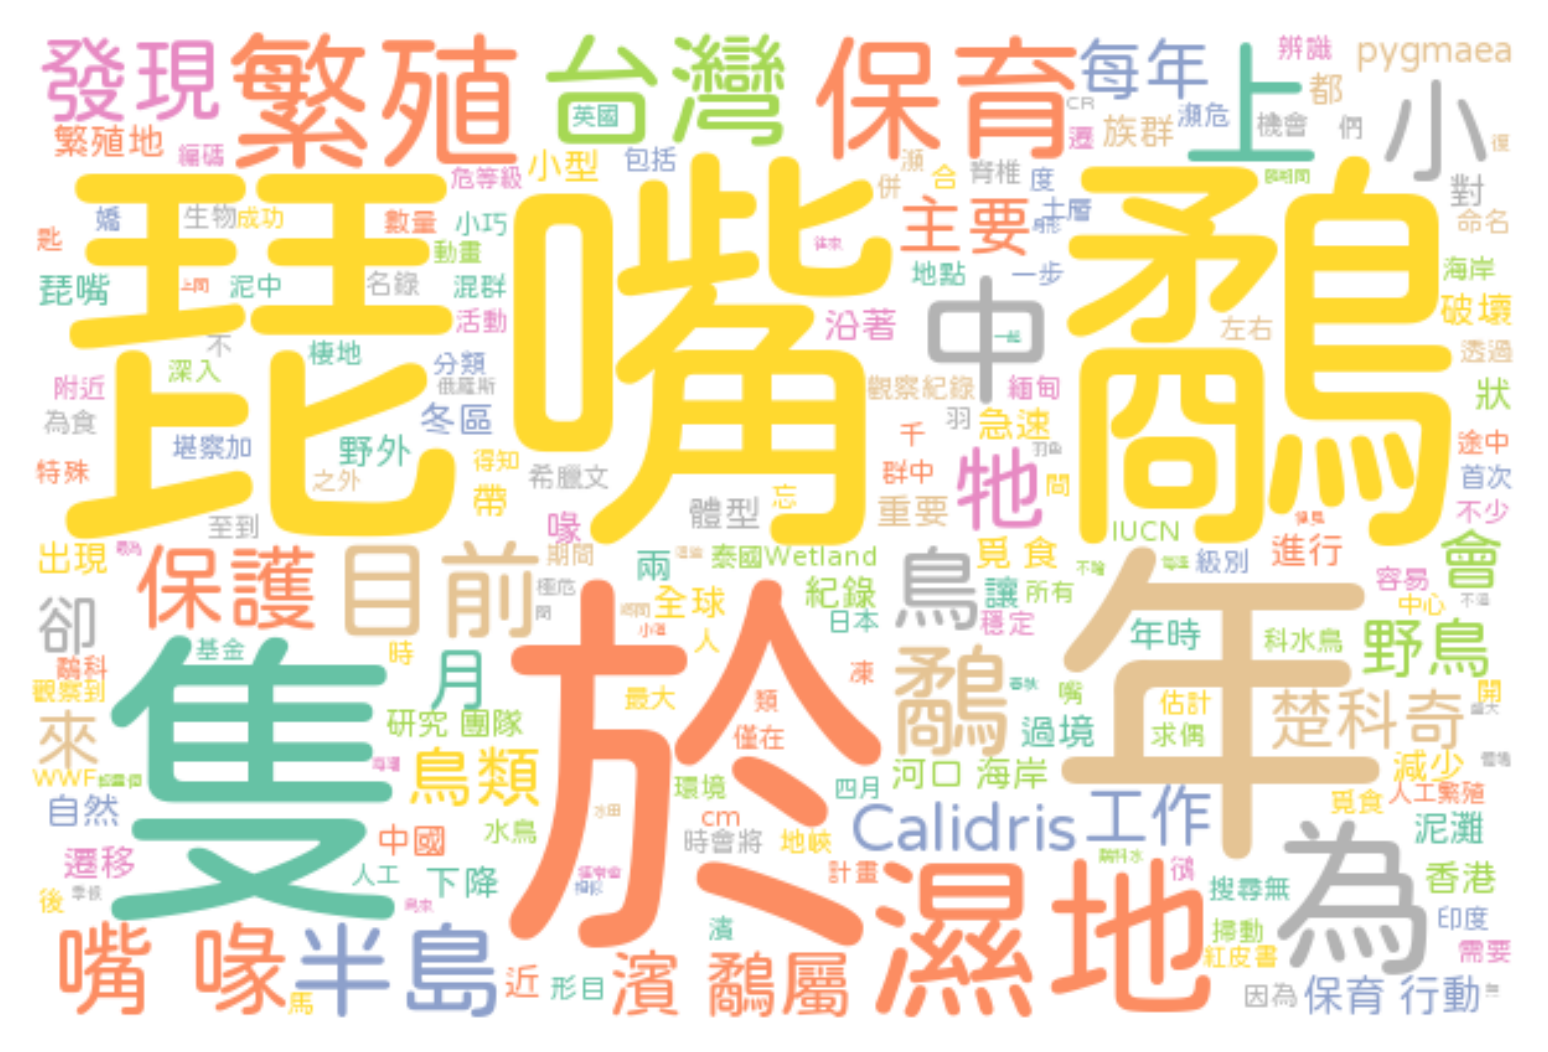 發現
繁殖
台灣
英國
保育
每年
上
辨識
pygmaea
都
小
CR
遷
族群
瀕危
機會
們
復
繁殖地
編碼
危等級
小型
包括
瀕
併
合
脊椎
度
對
命名
琵嘴鷸
匙
婚
生物
成功
數量
小巧
動畫
主要
土層
琵嘴
泥中
名錄
混群
地點
一步
海岸
活動
沿著
中
左右
破壞
不
棲地
分類
透過
深入
附近
俄羅斯
觀察紀錄
緬甸
狀
為食
冬區
羽
急速
堪察加
野外
千
途中
特殊
之外
得知
希臘文
群中
牠
首次
帶
體型
忘
重要
不少
至到
喙
IUCN
出現
保護
目前
期間
兩
泰國Wetland
鳥
覓 食
級別
進行
會
極危
全球
紀錄
讓
所有
容易
卻
日本
穩定
中心
基金
時
人
年時
科水鳥
野鳥
鷸科
觀察到
隻
月
於
年
凍
鷸
嘴
來
最大
類
估計
開
研究 團隊
僅在
過境
求偶
楚科奇
WWF
鳥類
環境
四月
河口 海岸
減少
自然
水鳥
cm
Calidris
工作
覓食
人工繁殖
中國
時會將
地峽
泥灘
遷移
人工
下降
計畫
為
香港
後
搜尋無
濱
掃動
印度
嘴 喙
半島
濕地
紅皮書
需要
馬
近
形目
濱 鷸屬
因為
保育 行動